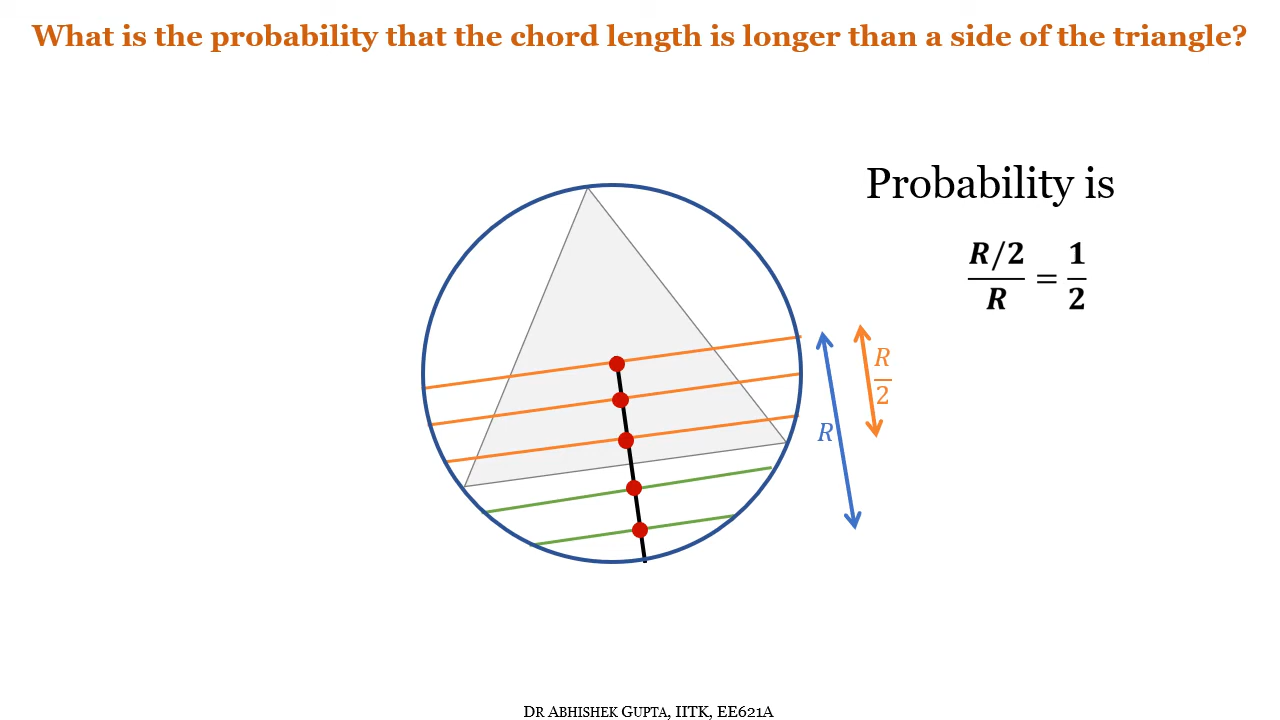 What is the probability that the chord length is longer than a side of the triangle?
Probability is
R/2 / R = 1/2
R/2
R
DR ABHISHEK GUPTA, IITK, EE621A